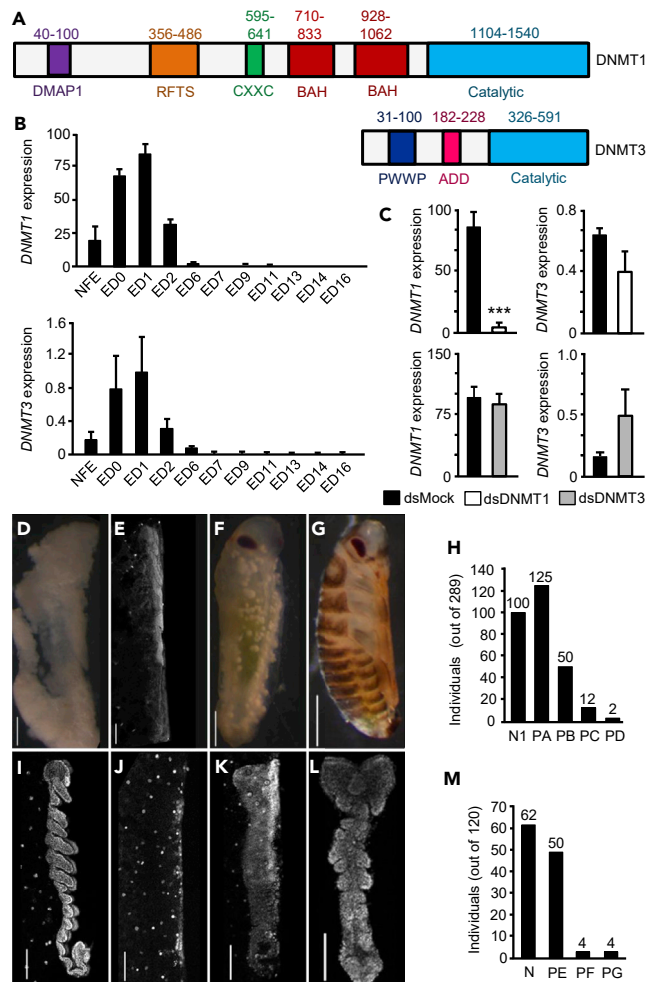 A
40-100
356-486
595-
641
710-
833
928-
1062
1104-1540
DNMT1
DMAP1
RFTS
CXXC
BAH
BAH
Catalytic
31-100
182-228
326-591
DNMT3
PWWP
ADD
Catalytic
B
DNMT1 expression
100
75
50
25
0
NFE
ED0
ED1
ED2
ED6
ED7
ED9
ED11
ED13
ED14
ED16
DNMT3 expression
1.6
1.2
0.8
0.4
0
NFE
ED0
ED1
ED2
ED6
ED7
ED9
ED11
ED13
ED14
ED16
C
DNMT1 expression
100
50
0
***
DNMT3 expression
0.8
0.4
0
DNMT1 expression
150
75
0
DNMT3 expression
1.0
0.5
0
dsMock
dsDNMT1
dsDNMT3
D
E
F
G
H
Individuals (out of 289)
140
120
100
80
60
40
20
0
100
125
50
12
2
N1 PA PB PC PD
I
J
K
L
M
Individuals (out of 120)
70
60
50
40
30
20
10
0
62
50
4
4
N PE PF PG